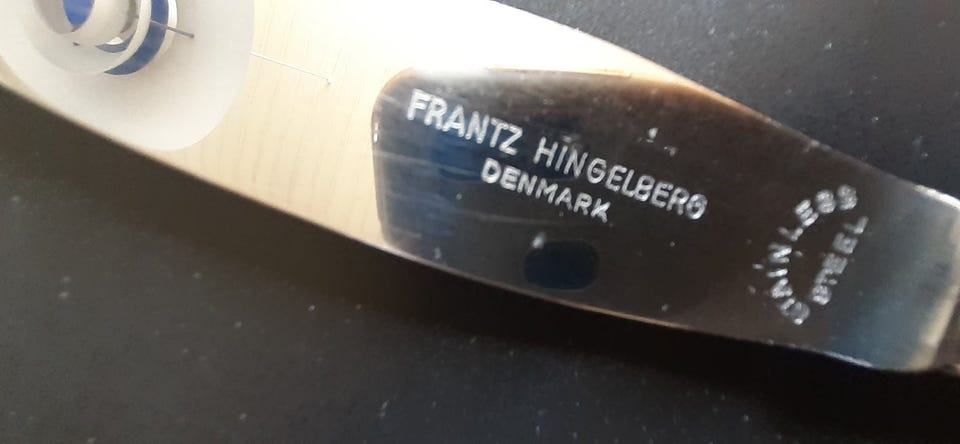 FRANTZ HINGELBERG
DENMARK
STAINLESS
STEEL